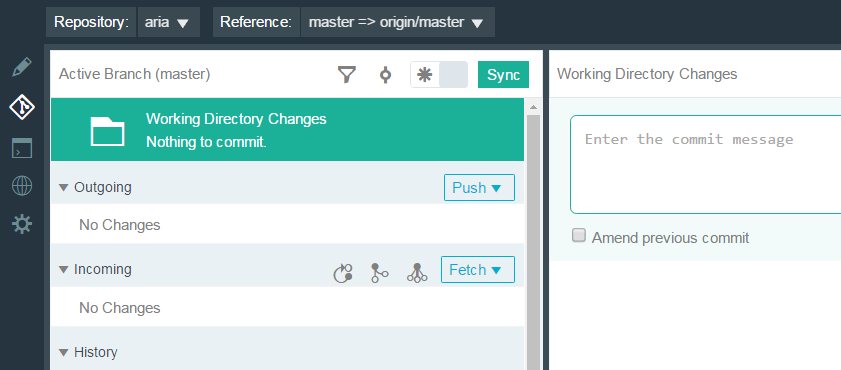 Repository: aria
Reference: master => origin/master
Active Branch (master)
Sync
Working Directory Changes
Nothing to commit.
Outgoing
Push
No Changes
Incoming
Fetch
No Changes
History
Working Directory Changes
Enter the commit message
Amend previous commit